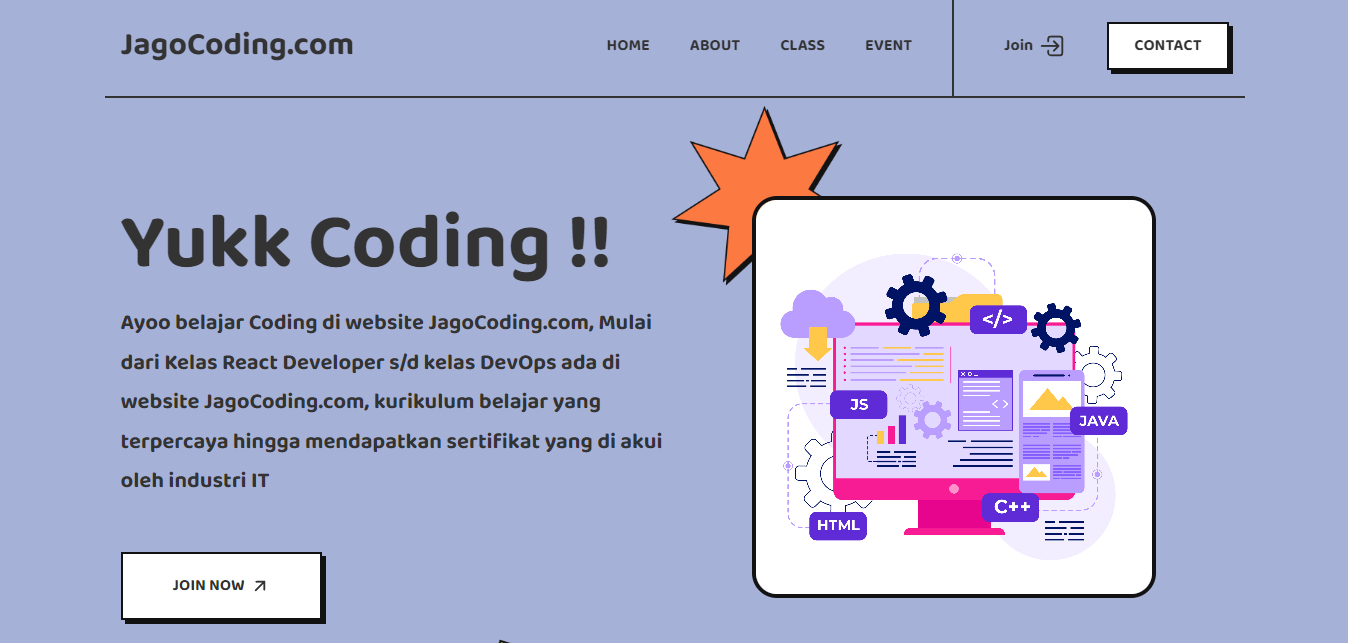 JagoCoding.com
HOME
ABOUT
CLASS
EVENT
Join
CONTACT
Yukk Coding !!
Ayoo belajar Coding di website JagoCoding.com, Mulai
dari Kelas React Developer s/d kelas DevOps ada di
website JagoCoding.com, kurikulum belajar yang
terpercaya hingga mendapatkan sertifikat yang di akui
oleh industri IT
JOIN NOW
</>
JS
< >
JAVA
C++
HTML